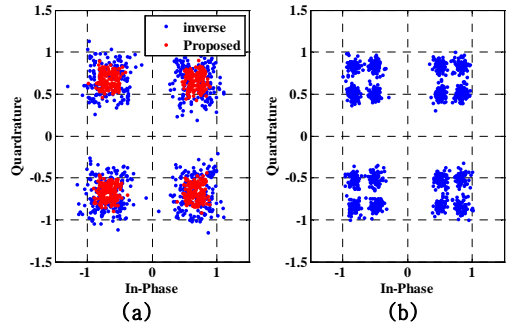 1.5
1
0.5
0
-0.5
-1
-1.5
Quardrature
-1 0 1
In-Phase
inverse
Proposed
(a)
1.5
1
0.5
0
-0.5
-1
-1.5
Quardrature
-1 0 1
In-Phase
(b)